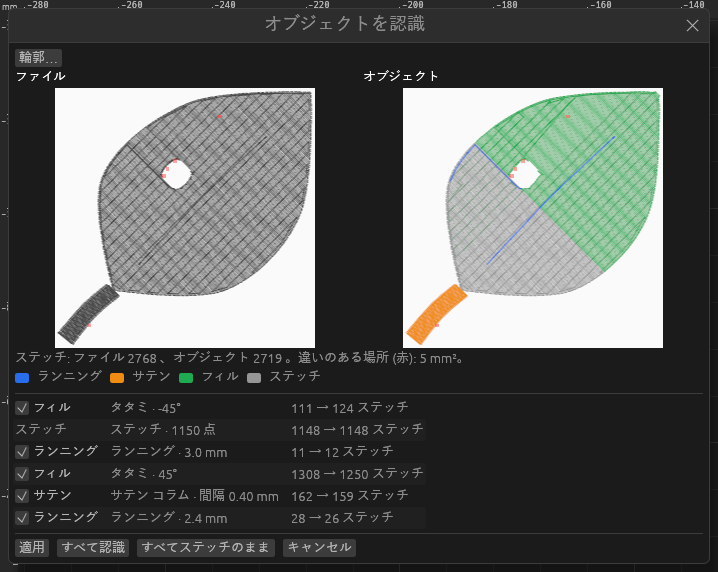 mm -280 -260 -240 -220 -200 -180 -160 -140
オブジェクトを認識
輪郭...
ファイル オブジェクト
ステッチ: ファイル 2768 、オブジェクト 2719 。違いのある場所 (赤): 5 mm²。
ランニング サテン フィル ステッチ
フィル タタミ · -45° 111 → 124 ステッチ
ステッチ ステッチ · 1150 点 1148 → 1148 ステッチ
ランニング ランニング · 3.0 mm 11 → 12 ステッチ
フィル タタミ · 45° 1308 → 1250 ステッチ
サテン サテン コラム · 間隔 0.40 mm 162 → 159 ステッチ
ランニング ランニング · 2.4 mm 28 → 26 ステッチ
適用 すべて認識 すべてステッチのまま キャンセル